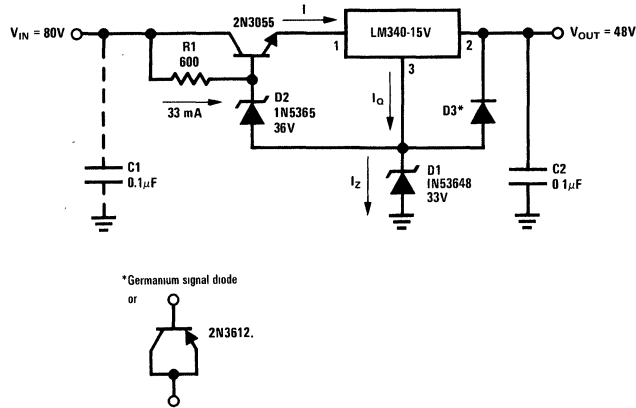 2N3055
I
VIN = 80V
R1
600
33 mA
D2
1N5365
36V
LM340-15V
1
2
3
IQ
D3*
VOUT = 48V
C1
0.1µF
IZ
D1
IN53648
33V
C2
0 1µF
*Germanium signal diode
or
2N3612.